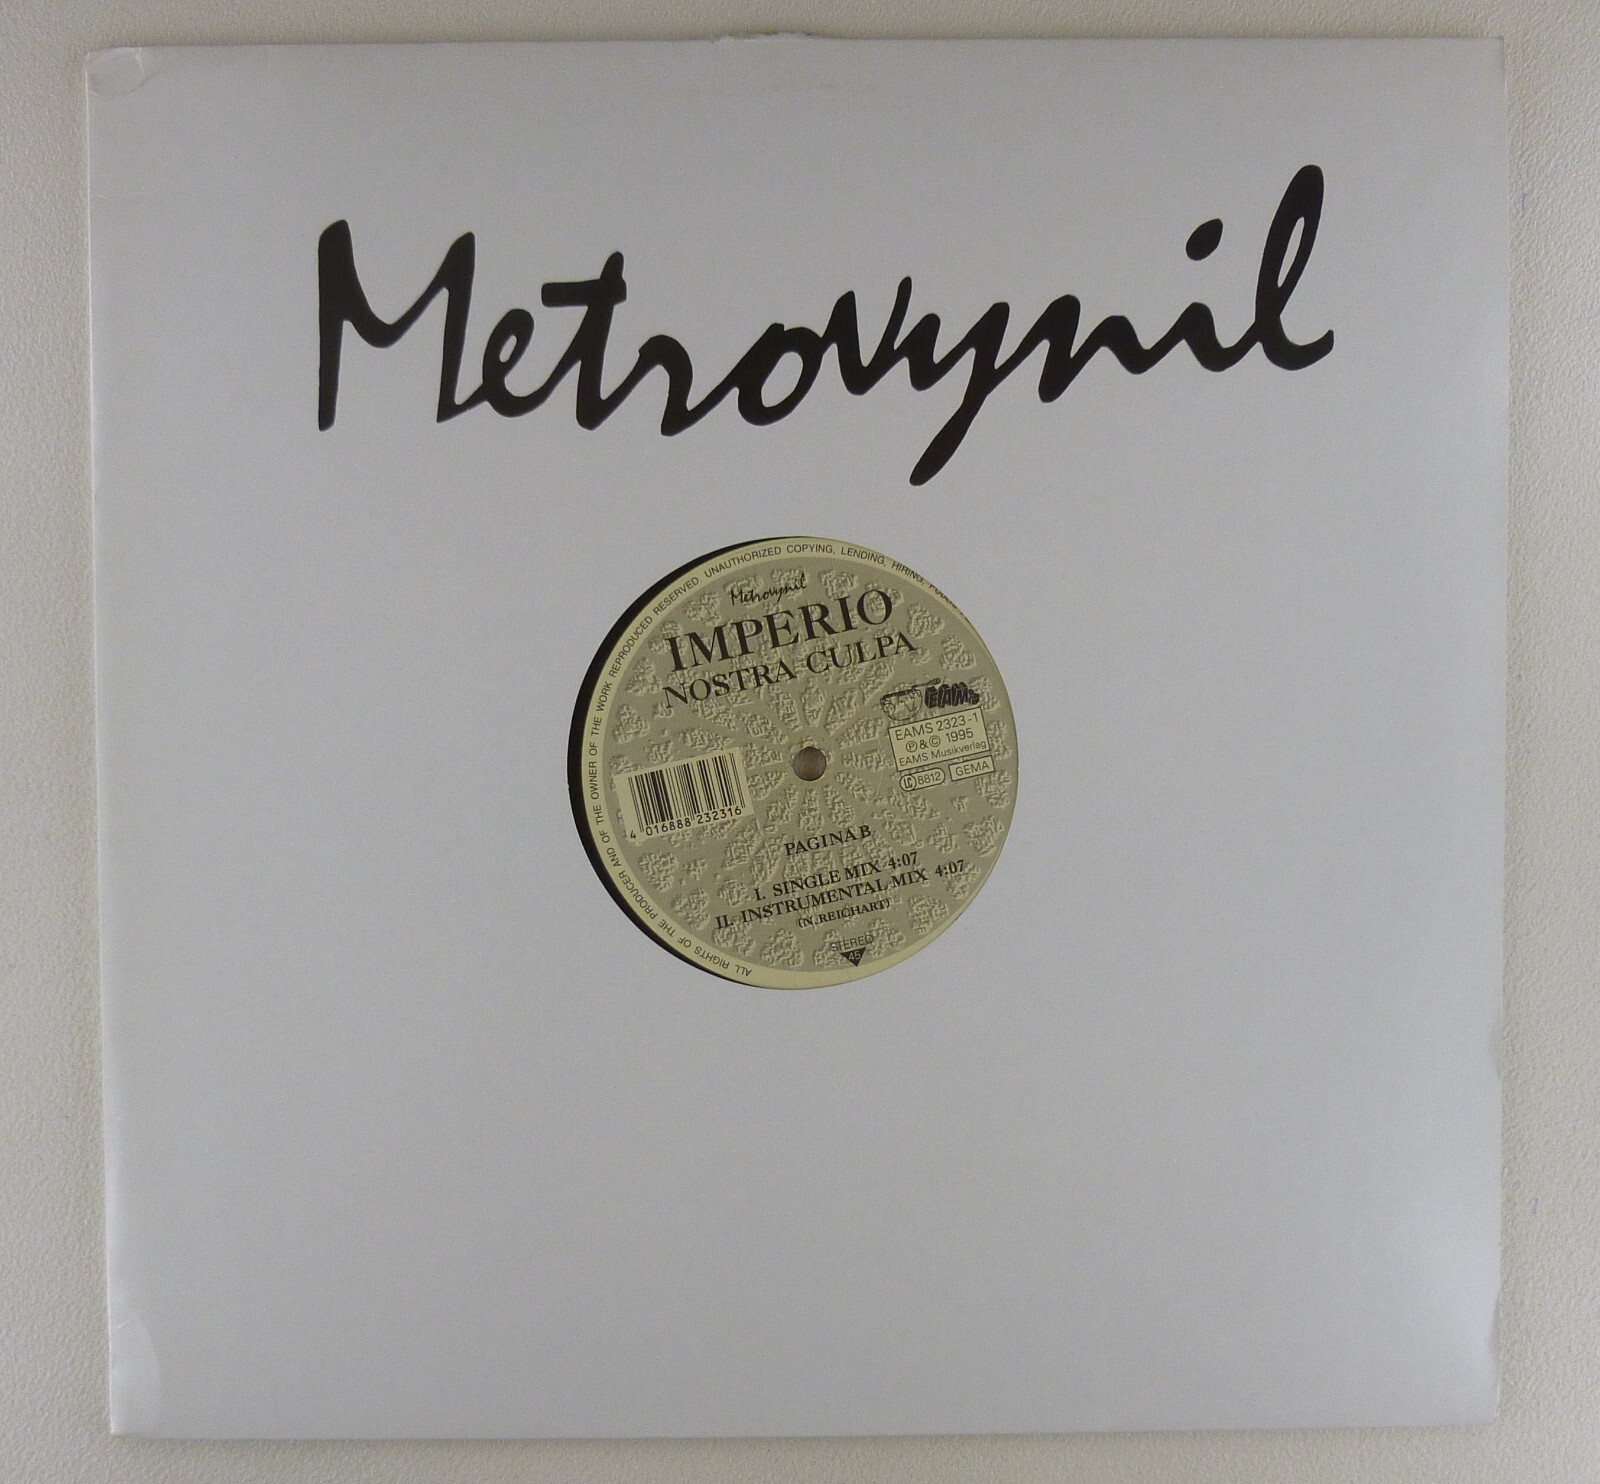 Metrovynil
ALL RIGHTS OF THE PRODUCER AND OF THE OWNER OF THE WORK REPRODUCED RESERVED. UNAUTHORIZED COPYING, LENDING, HIRING,
Metrovynil
IMPERIO
NOSTRA CULPA
EAMS
EAMS 2323-1
Ⓟ&© 1995
EAMS Musikverlag
LC 8812 GEMA
4 016888 232316
PAGINA B
I. SINGLE MIX 4:07
II. INSTRUMENTAL MIX 4:07
(N. REICHART)
STEREO
45